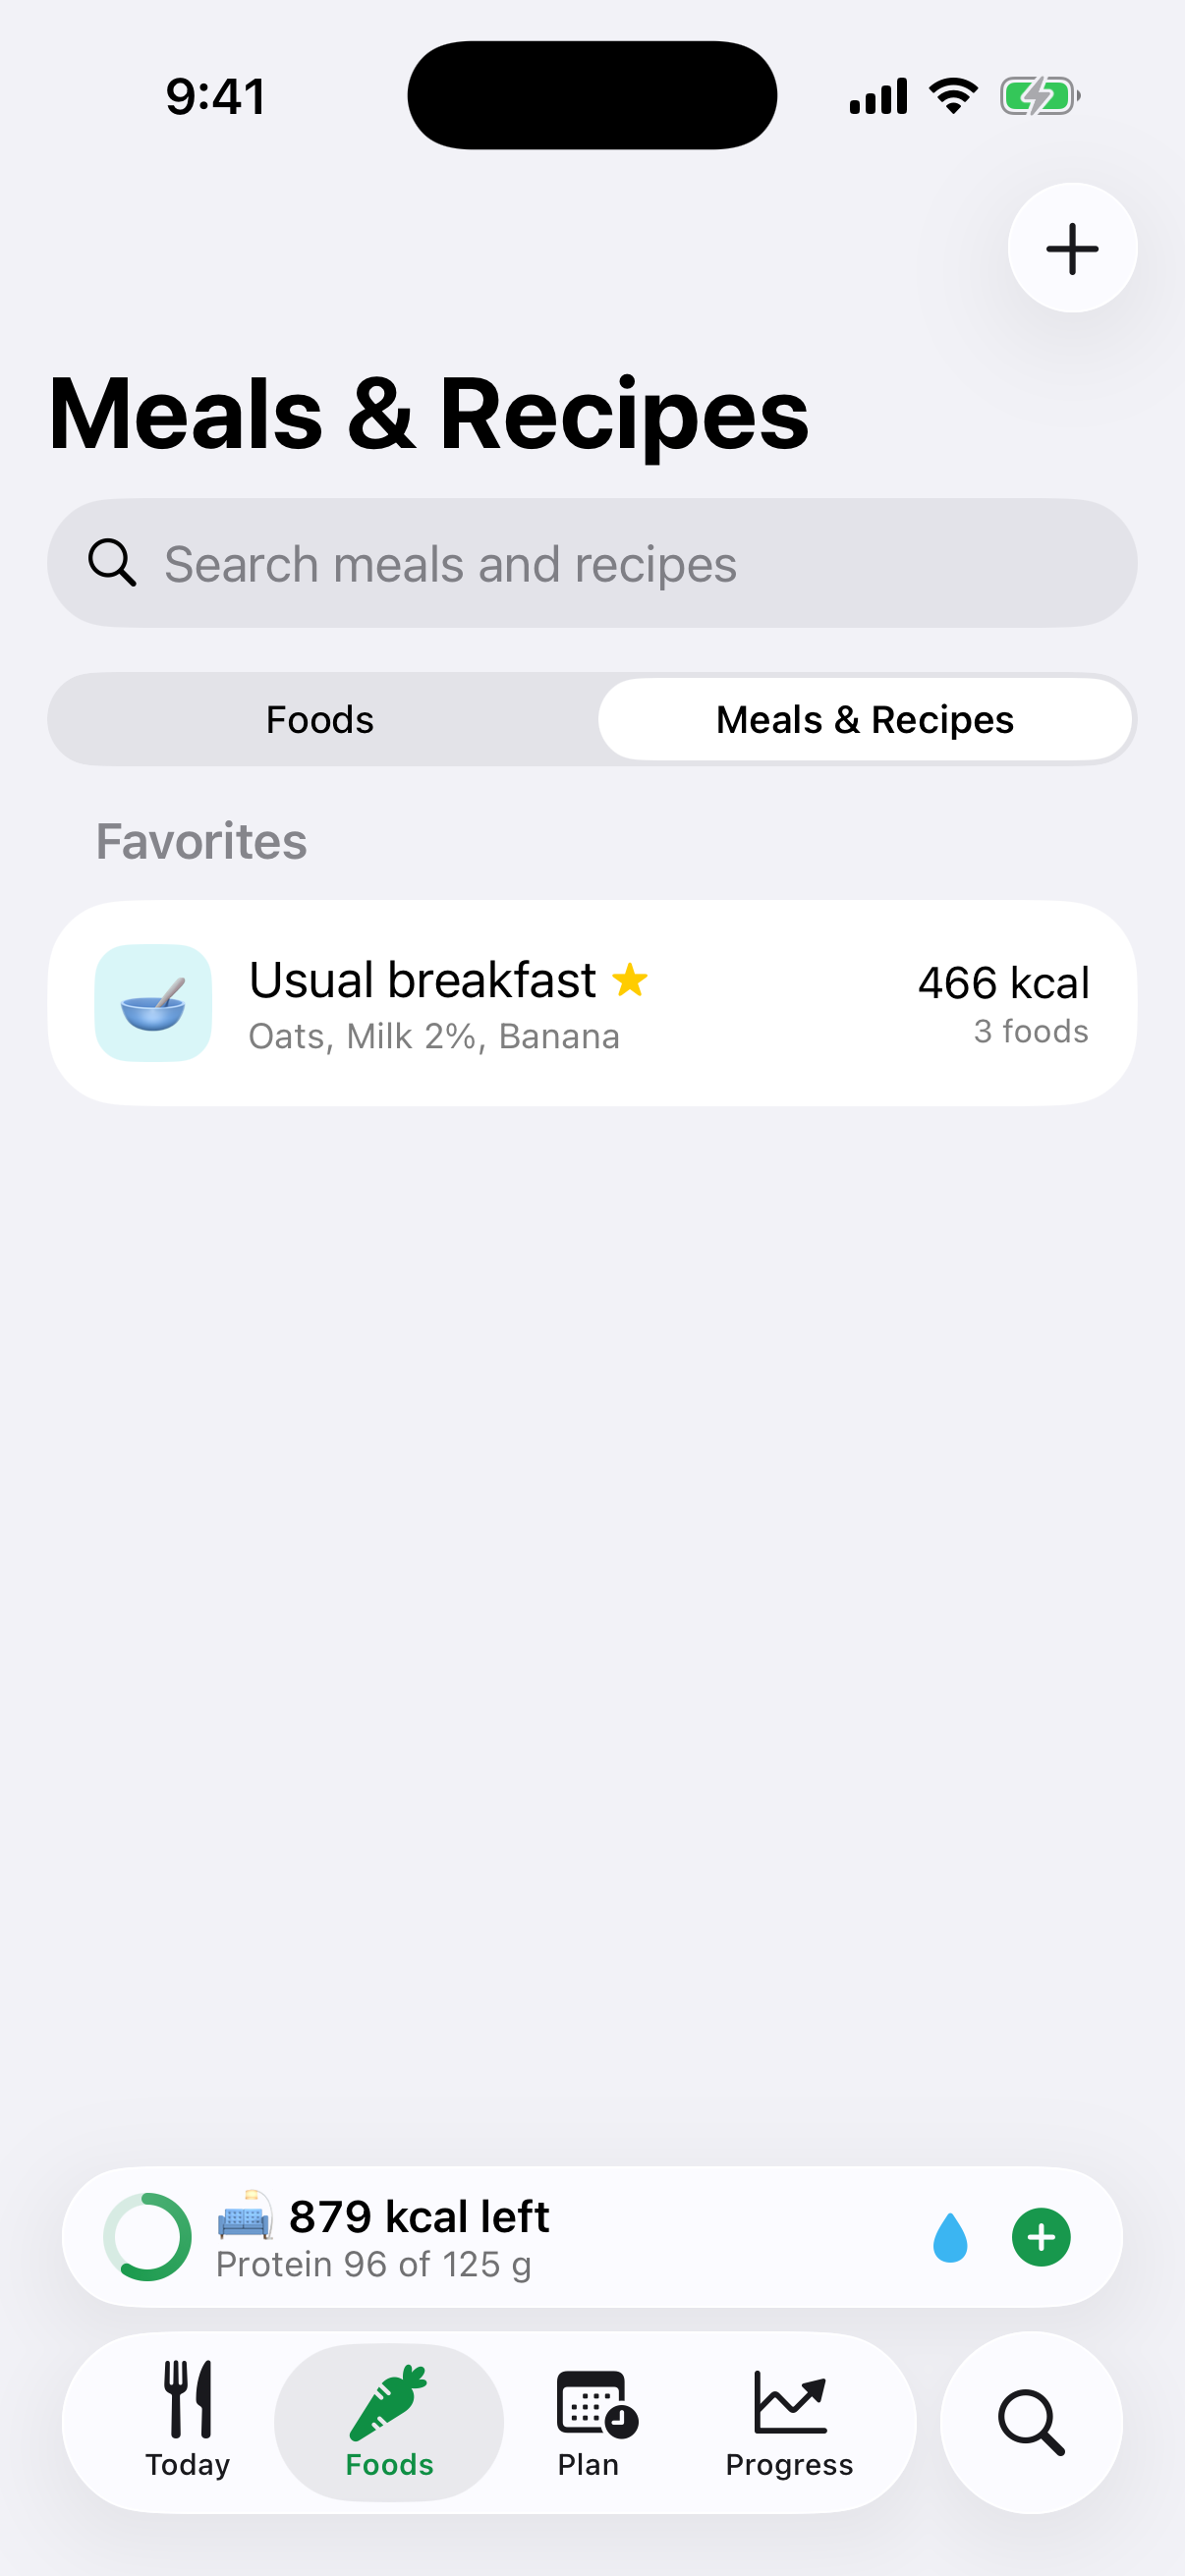 9:41
Meals & Recipes
Search meals and recipes
Foods
Meals & Recipes
Favorites
Usual breakfast
466 kcal
Oats, Milk 2%, Banana
3 foods
879 kcal left
Protein 96 of 125 g
Today
Foods
Plan
Progress